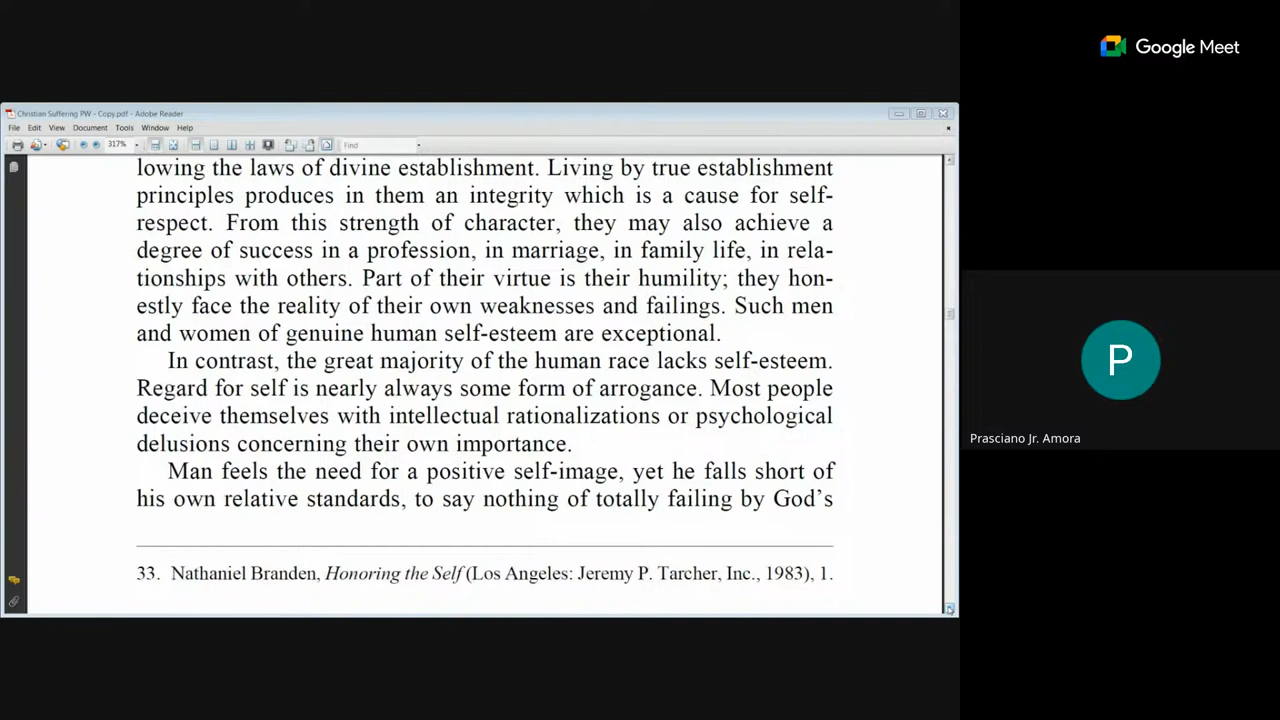 Google Meet
Christian Suffering PW - Copy.pdf - Adobe Reader
File Edit View Document Tools Window Help
317%
Find
lowing the laws of divine establishment. Living by true establishment
principles produces in them an integrity which is a cause for self-
respect. From this strength of character, they may also achieve a
degree of success in a profession, in marriage, in family life, in rela-
tionships with others. Part of their virtue is their humility; they hon-
estly face the reality of their own weaknesses and failings. Such men
and women of genuine human self-esteem are exceptional.
In contrast, the great majority of the human race lacks self-esteem.
Regard for self is nearly always some form of arrogance. Most people
deceive themselves with intellectual rationalizations or psychological
delusions concerning their own importance.
Man feels the need for a positive self-image, yet he falls short of
his own relative standards, to say nothing of totally failing by God’s
33. Nathaniel Branden, Honoring the Self (Los Angeles: Jeremy P. Tarcher, Inc., 1983), 1.
P
Prasciano Jr. Amora